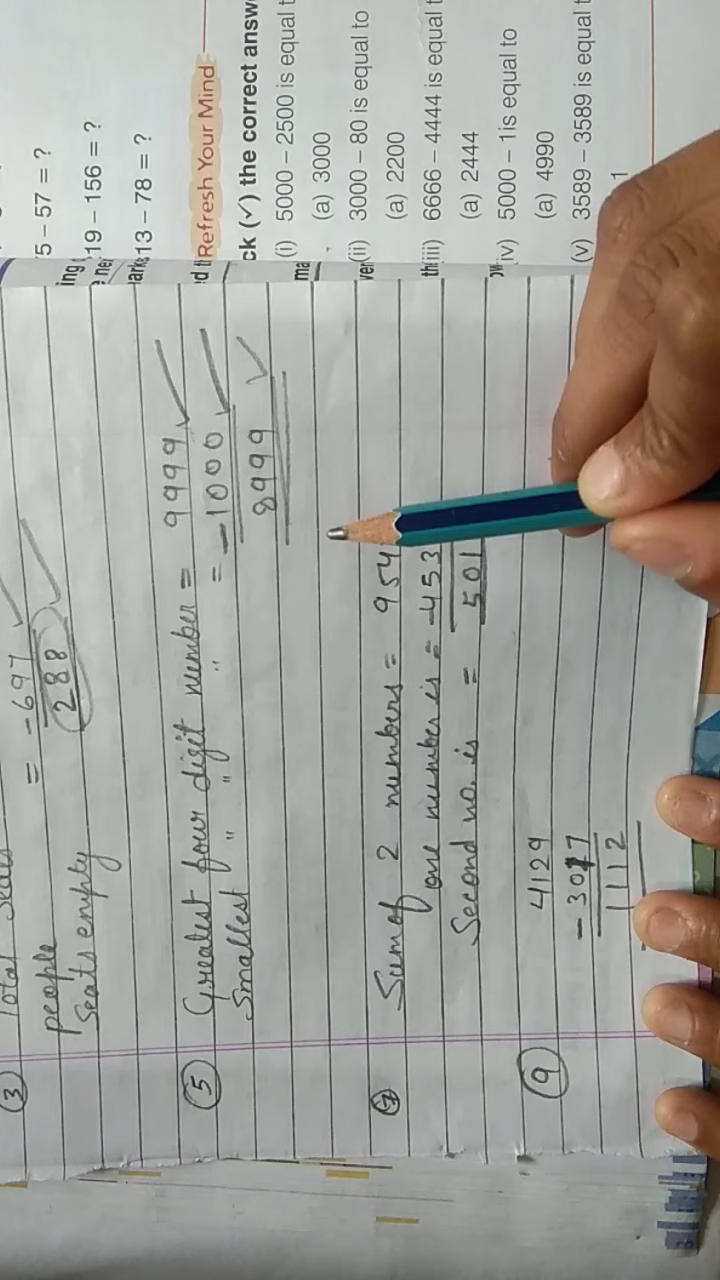 (3) Total Seats
people = -697
Seats empty 288
(5) Greatest four digit number = 9999
Smallest " " " = -1000
8999
(7) Sum of 2 numbers = 954
one number is = -453
Second no. is = 501
(9) 4129
-3017
1112
5 - 57 = ?
19 - 156 = ?
13 - 78 = ?
Refresh Your Mind
ck (✓) the correct answ
(i) 5000 - 2500 is equal t
(a) 3000
(ii) 3000 - 80 is equal to
(a) 2200
(iii) 6666 - 4444 is equal t
(a) 2444
(iv) 5000 - 1is equal to
(a) 4990
(v) 3589 - 3589 is equal t
1